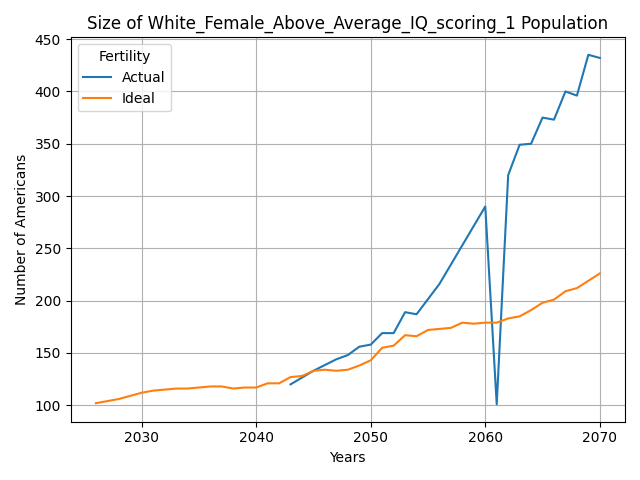 Size of White_Female_Above_Average_IQ_scoring_1 Population
Fertility
Actual
Ideal
Number of Americans
450
400
350
300
250
200
150
100
2030
2040
2050
2060
2070
Years